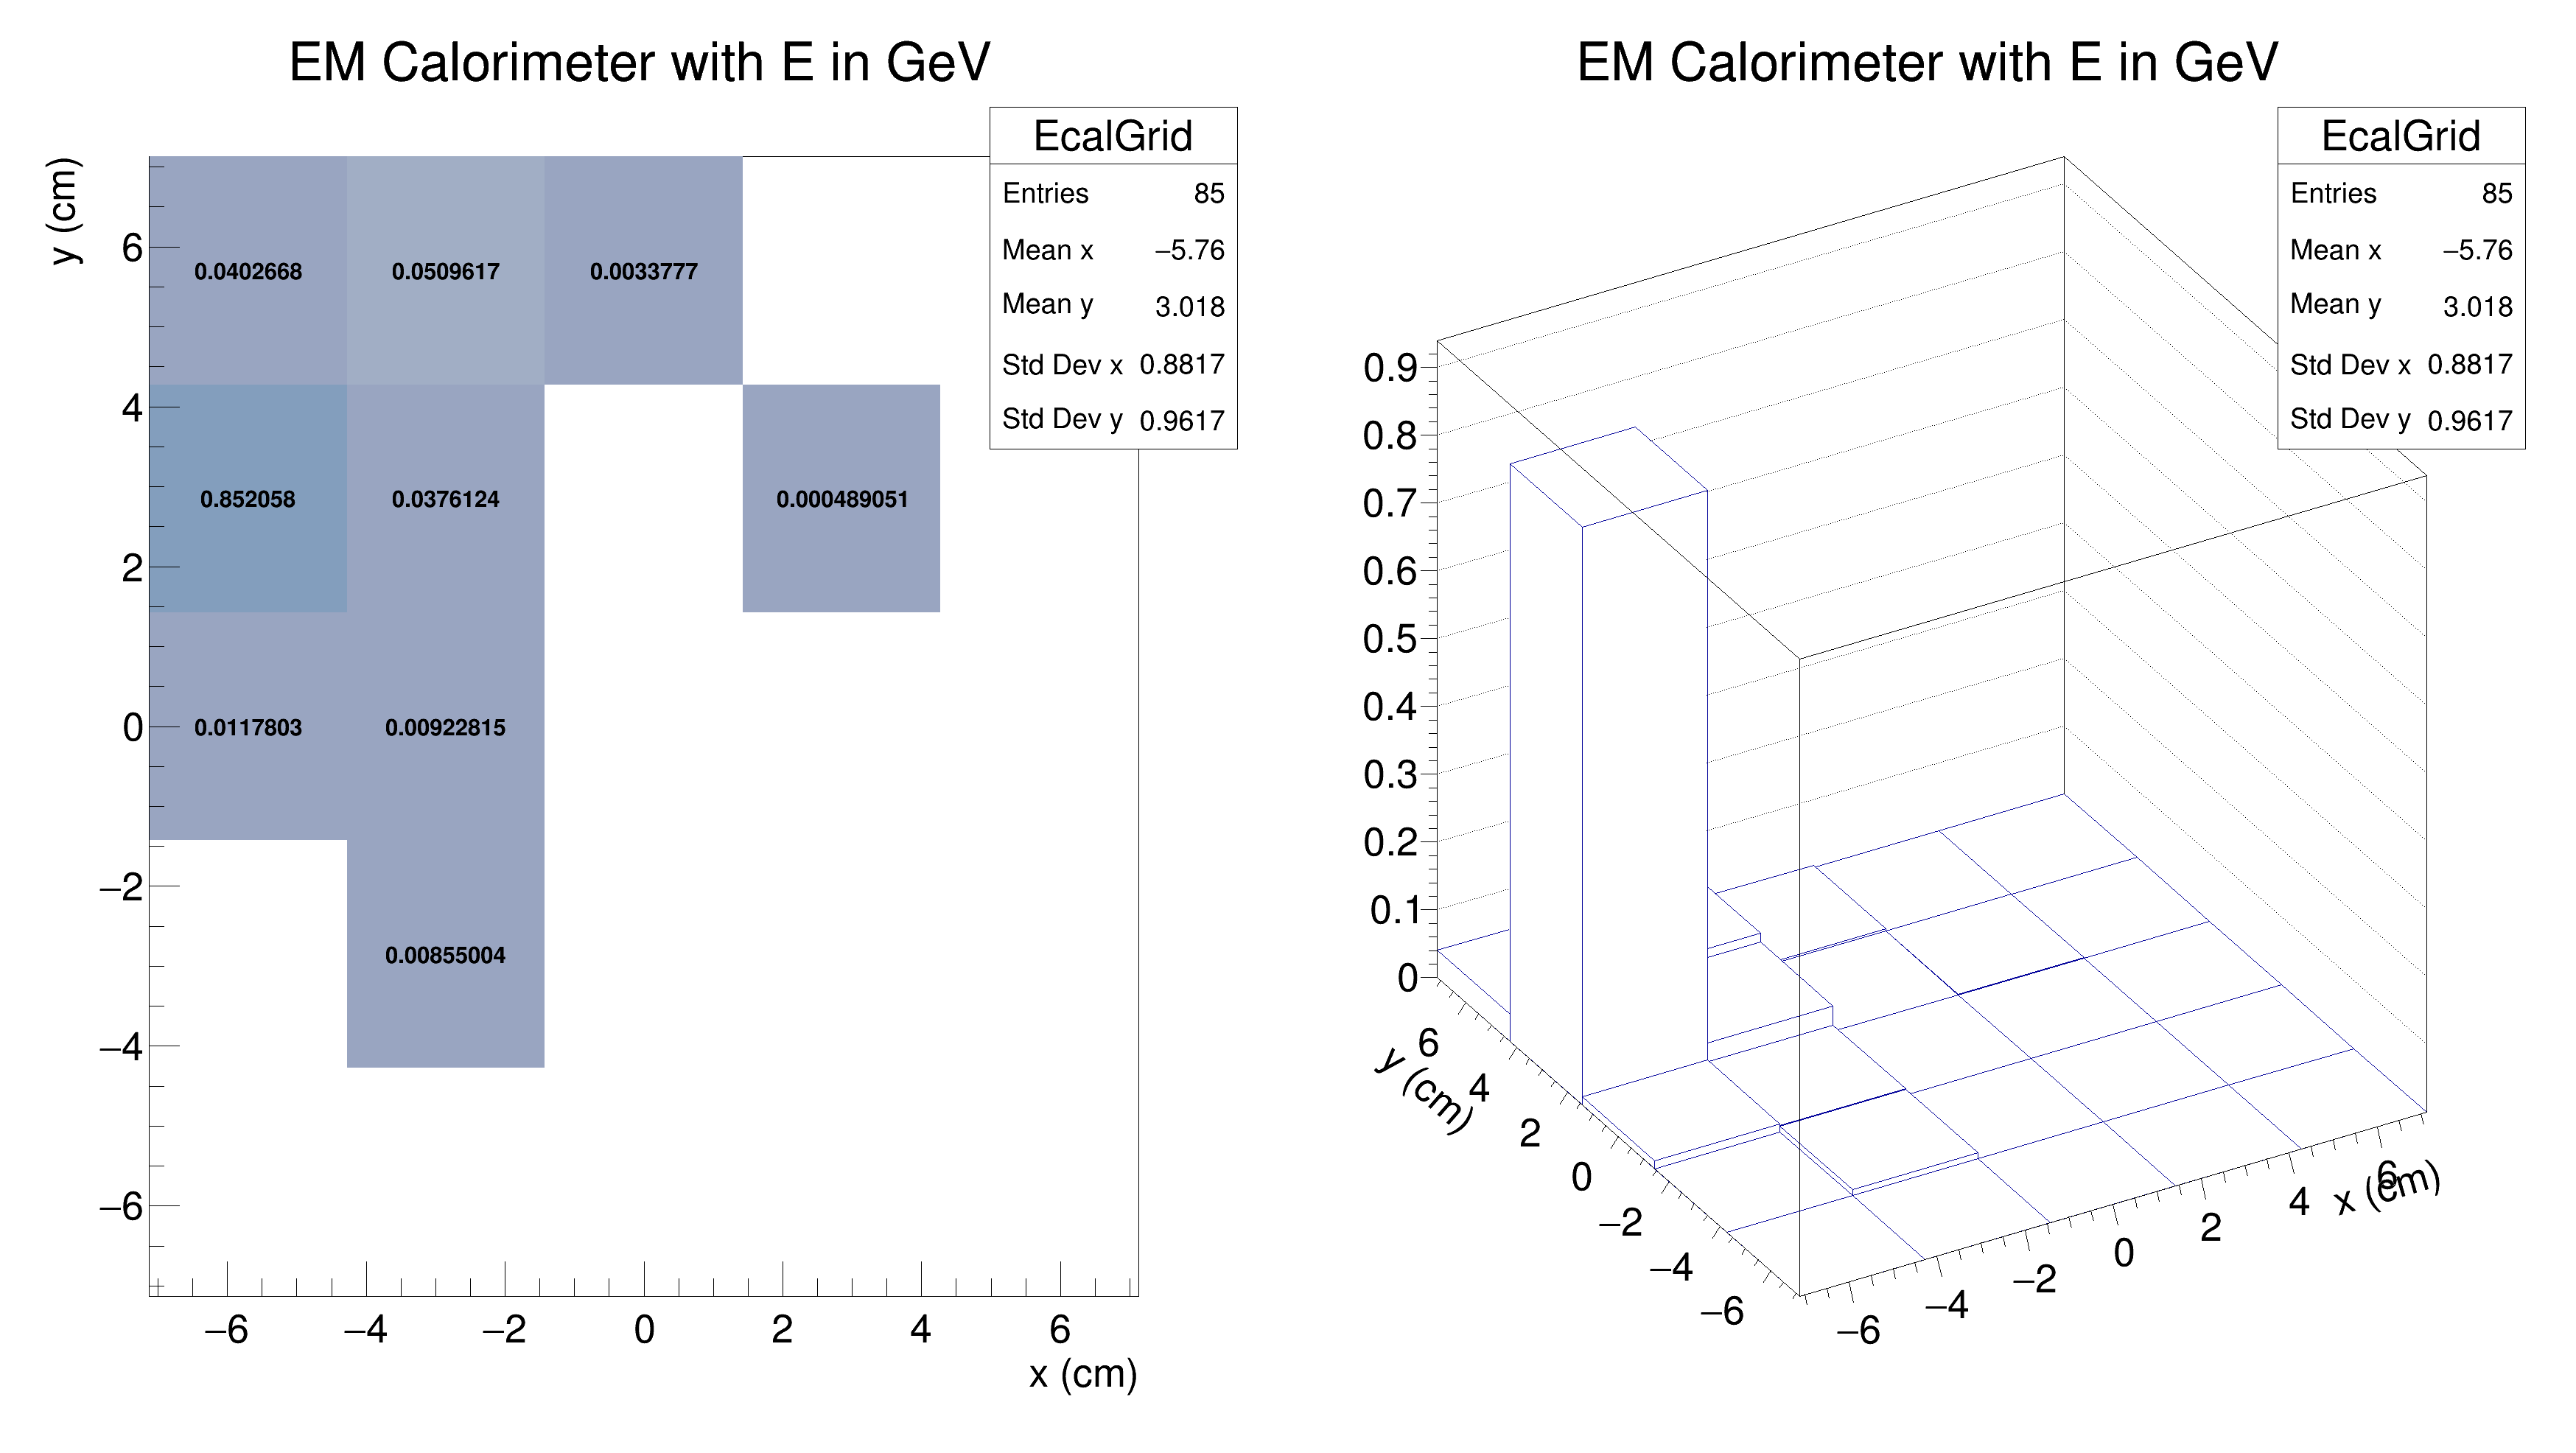 EM Calorimeter with E in GeV
EcalGrid
Entries 85
Mean x −5.76
Mean y 3.018
Std Dev x 0.8817
Std Dev y 0.9617
y (cm)
6
4
2
0
−2
−4
−6
0.0402668 0.0509617 0.0033777
0.852058 0.0376124 0.000489051
0.0117803 0.00922815
0.00855004
−6 −4 −2 0 2 4 6
x (cm)
EM Calorimeter with E in GeV
EcalGrid
Entries 85
Mean x −5.76
Mean y 3.018
Std Dev x 0.8817
Std Dev y 0.9617
0.9
0.8
0.7
0.6
0.5
0.4
0.3
0.2
0.1
0
y (cm)
6
4
2
0
−2
−4
−6
−6 −4 −2 0 2 4 6
x (cm)